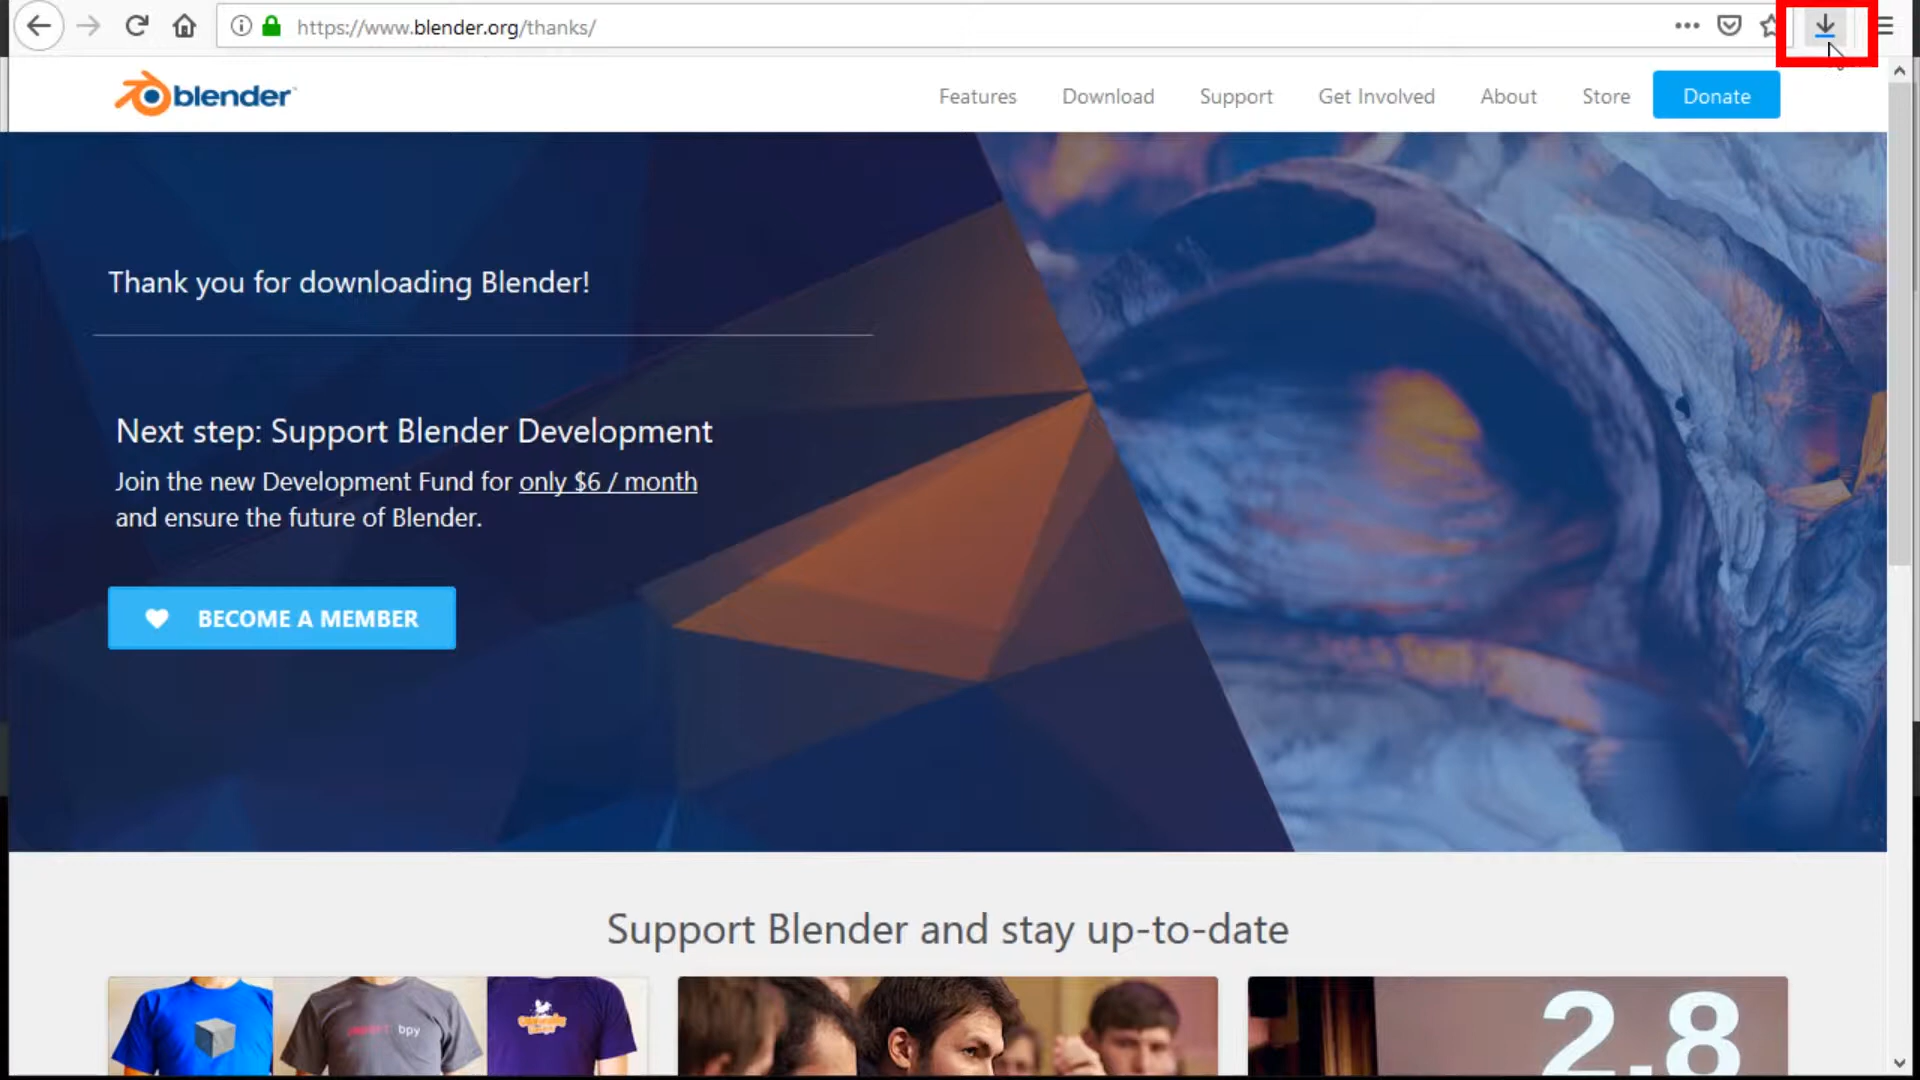 https://www.blender.org/thanks/
blender
Features
Download
Support
Get Involved
About
Store
Donate
Thank you for downloading Blender!
Next step: Support Blender Development
Join the new Development Fund for only $6 / month
and ensure the future of Blender.
BECOME A MEMBER
Support Blender and stay up-to-date
bpy
2.8